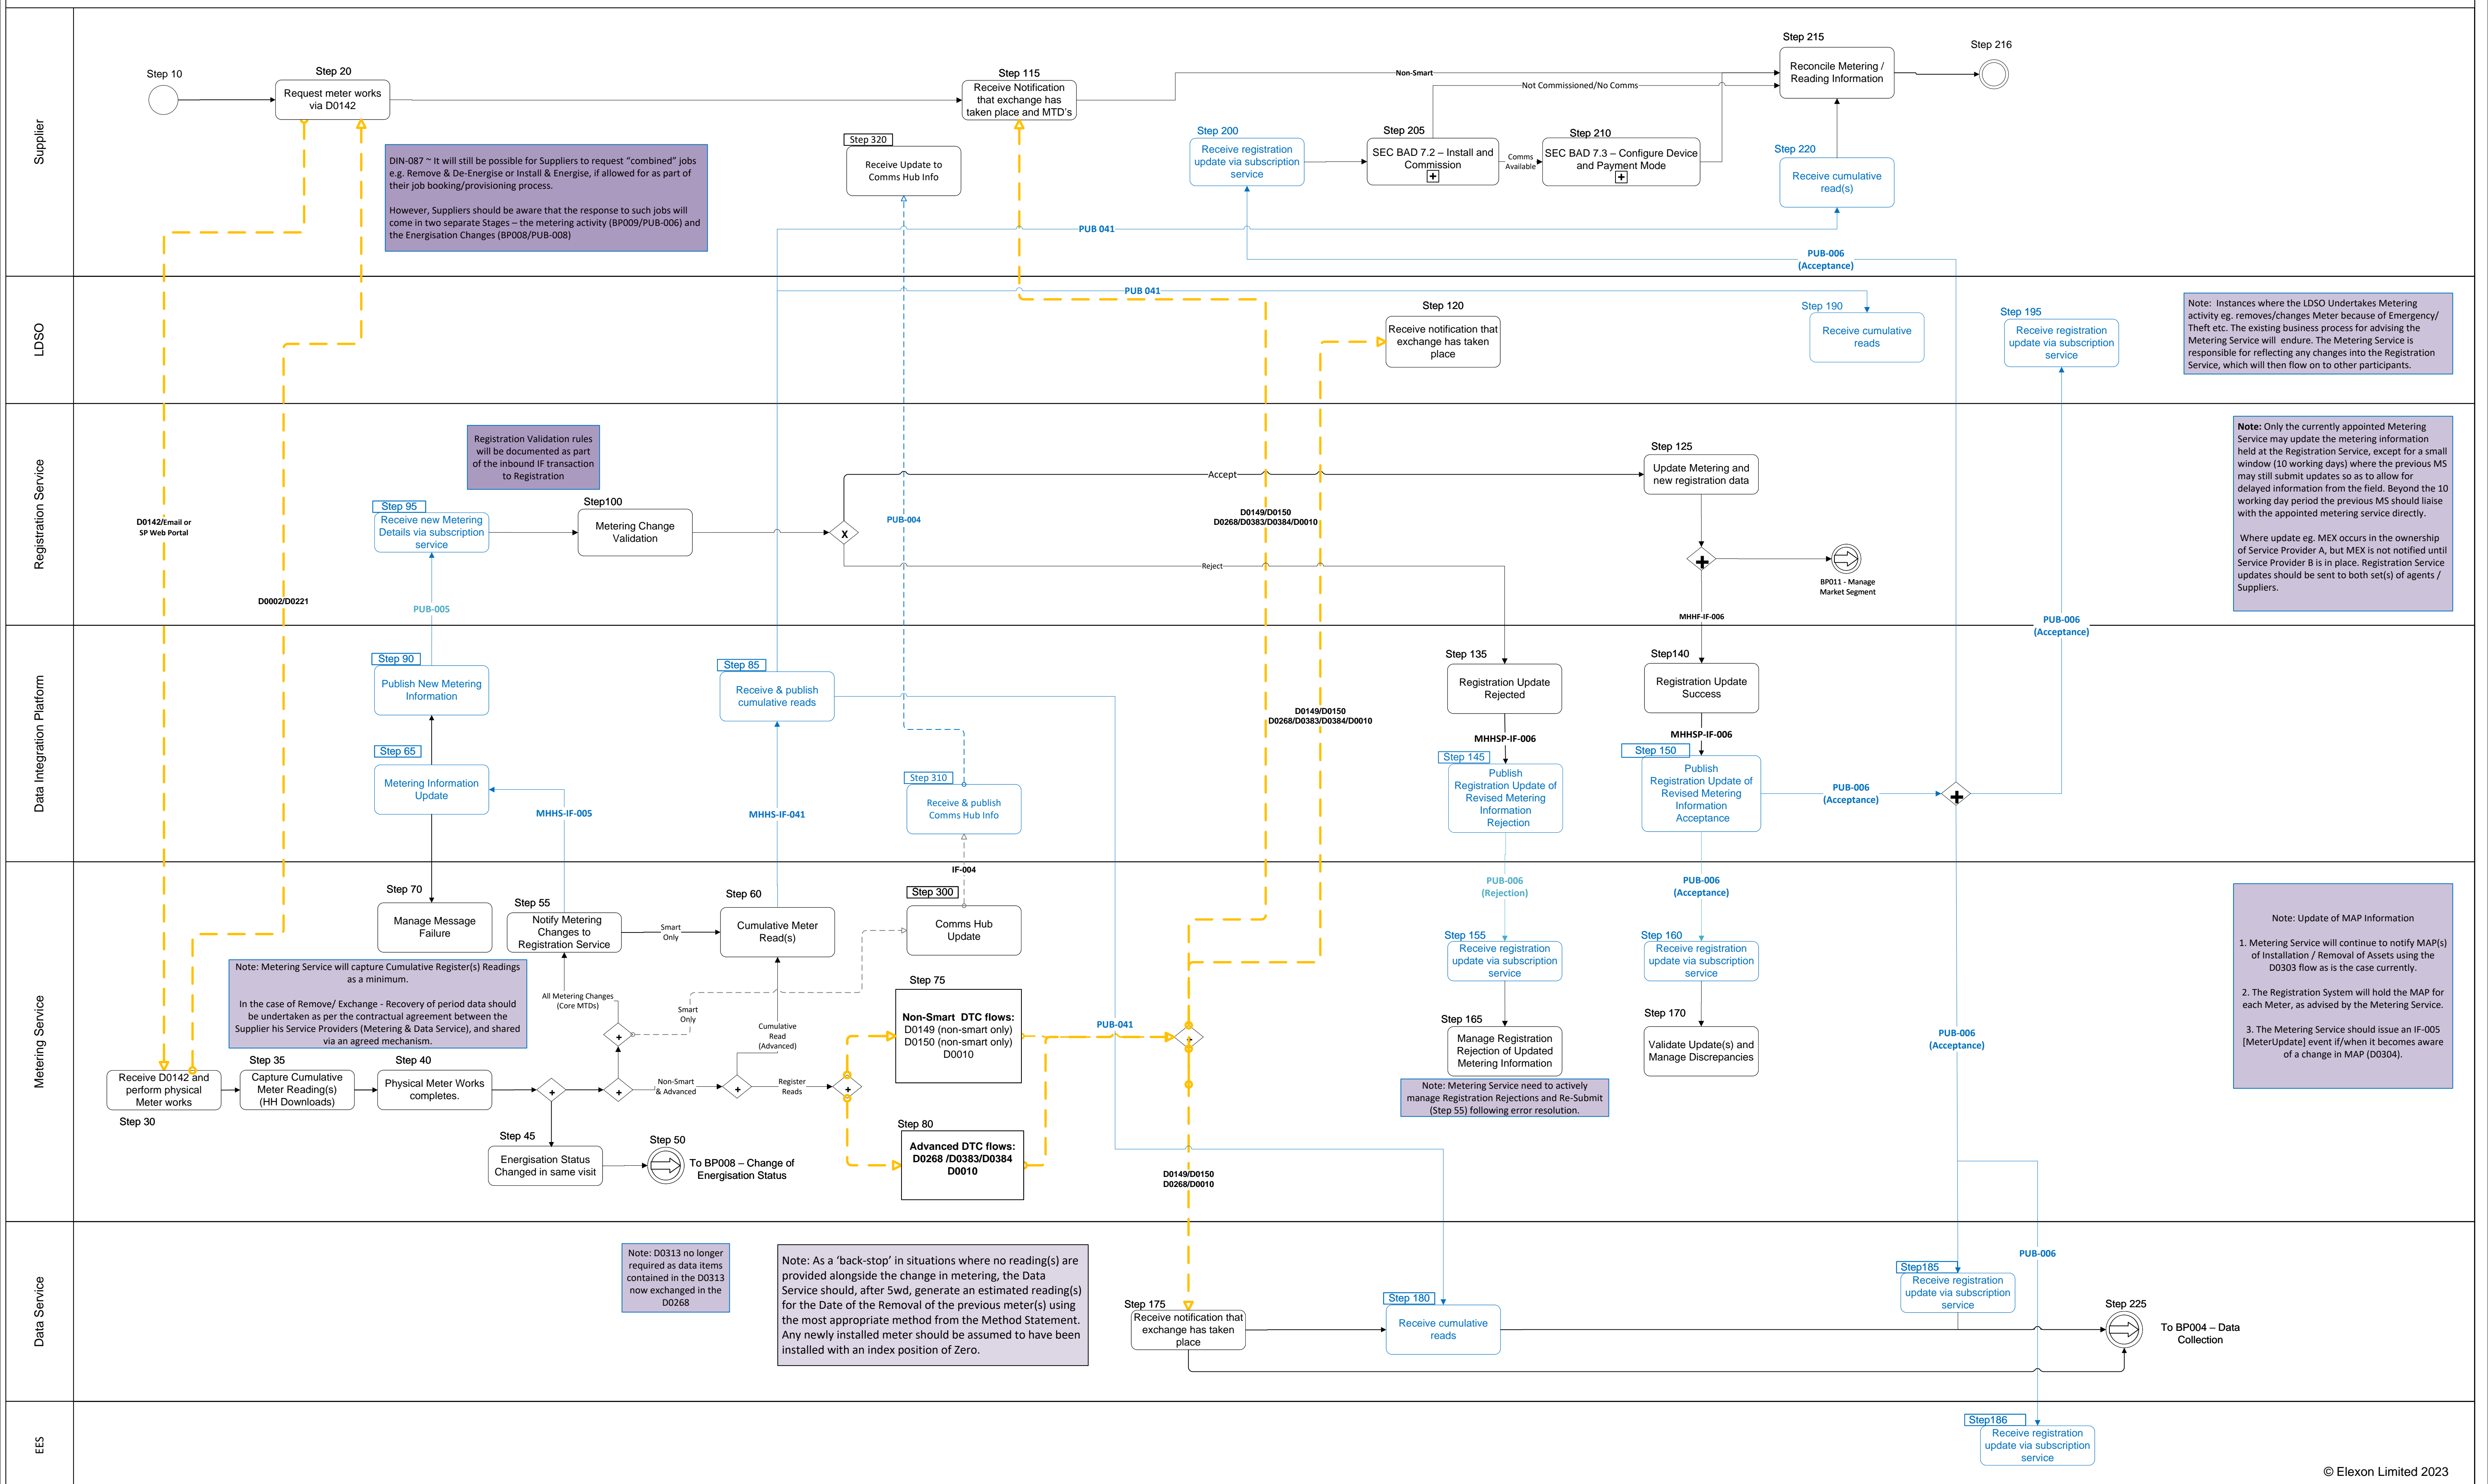 Supplier
Step 10
Step 20
Request meter works
via D0142
DIN-087 ~ It will still be possible for Suppliers to request “combined” jobs
e.g. Remove & De-Energise or Install & Energise, if allowed for as part of
their job booking/provisioning process.
However, Suppliers should be aware that the response to such jobs will
come in two separate Stages – the metering activity (BP009/PUB-006) and
the Energisation Changes (BP008/PUB-008)
Step 320
Receive Update to
Comms Hub Info
Step 115
Receive Notification
that exchange has
taken place and MTD's
Non-Smart
Not Commissioned/No Comms
Step 200
Receive registration
update via subscription
service
Step 205
SEC BAD 7.2 – Install and
Commission
Comms
Available
Step 210
SEC BAD 7.3 – Configure Device
and Payment Mode
Step 215
Reconcile Metering /
Reading Information
Step 216
Step 220
Receive cumulative
read(s)
PUB 041
PUB-006
(Acceptance)
LDSO
PUB 041
Step 120
Receive notification that
exchange has taken
place
Step 190
Receive cumulative
reads
Step 195
Receive registration
update via subscription
service
Note: Instances where the LDSO Undertakes Metering
activity eg. removes/changes Meter because of Emergency/
Theft etc. The existing business process for advising the
Metering Service will endure. The Metering Service is
responsible for reflecting any changes into the Registration
Service, which will then flow on to other participants.
Registration Service
D0142/Email or
SP Web Portal
D0002/D0221
Registration Validation rules
will be documented as part
of the inbound IF transaction
to Registration
Step 95
Receive new Metering
Details via subscription
service
PUB-005
Step100
Metering Change
Validation
X
Accept
Reject
PUB-004
D0149/D0150
D0268/D0383/D0384/D0010
Step 125
Update Metering and
new registration data
BP011 - Manage
Market Segment
MHHF-IF-006
PUB-006
(Acceptance)
Note: Only the currently appointed Metering
Service may update the metering information
held at the Registration Service, except for a small
window (10 working days) where the previous MS
may still submit updates so as to allow for
delayed information from the field. Beyond the 10
working day period the previous MS should liaise
with the appointed metering service directly.
Where update eg. MEX occurs in the ownership
of Service Provider A, but MEX is not notified until
Service Provider B is in place. Registration Service
updates should be sent to both set(s) of agents /
Suppliers.
Data Integration Platform
Step 90
Publish New Metering
Information
Step 65
Metering Information
Update
MHHS-IF-005
Step 85
Receive & publish
cumulative reads
MHHS-IF-041
Step 310
Receive & publish
Comms Hub Info
D0149/D0150
D0268/D0383/D0384/D0010
Step 135
Registration Update
Rejected
MHHSP-IF-006
Step 145
Publish
Registration Update of
Revised Metering
Information
Rejection
Step140
Registration Update
Success
MHHSP-IF-006
Step 150
Publish
Registration Update of
Revised Metering
Information
Acceptance
PUB-006
(Acceptance)
Metering Service
Step 70
Manage Message
Failure
Step 55
Notify Metering
Changes to
Registration Service
Smart
Only
Step 60
Cumulative Meter
Read(s)
IF-004
Step 300
Comms Hub
Update
Note: Metering Service will capture Cumulative Register(s) Readings
as a minimum.
In the case of Remove/ Exchange - Recovery of period data should
be undertaken as per the contractual agreement between the
Supplier his Service Providers (Metering & Data Service), and shared
via an agreed mechanism.
All Metering Changes
(Core MTDs)
Smart
Only
Cumulative
Read
(Advanced)
Step 75
Non-Smart DTC flows:
D0149 (non-smart only)
D0150 (non-smart only)
D0010
Receive D0142 and
perform physical
Meter works
Step 30
Step 35
Capture Cumulative
Meter Reading(s)
(HH Downloads)
Step 40
Physical Meter Works
completes.
Non-Smart
& Advanced
Register
Reads
Step 45
Energisation Status
Changed in same visit
Step 50
To BP008 – Change of
Energisation Status
Step 80
Advanced DTC flows:
D0268 /D0383/D0384
D0010
PUB-041
D0149/D0150
D0268/D0010
PUB-006
(Rejection)
Step 155
Receive registration
update via subscription
service
Step 165
Manage Registration
Rejection of Updated
Metering Information
Note: Metering Service need to actively
manage Registration Rejections and Re-Submit
(Step 55) following error resolution.
PUB-006
(Acceptance)
Step 160
Receive registration
update via subscription
service
Step 170
Validate Update(s) and
Manage Discrepancies
PUB-006
(Acceptance)
Note: Update of MAP Information
1. Metering Service will continue to notify MAP(s)
of Installation / Removal of Assets using the
D0303 flow as is the case currently.
2. The Registration System will hold the MAP for
each Meter, as advised by the Metering Service.
3. The Metering Service should issue an IF-005
[MeterUpdate] event if/when it becomes aware
of a change in MAP (D0304).
Data Service
Note: D0313 no longer
required as data items
contained in the D0313
now exchanged in the
D0268
Note: As a ‘back-stop’ in situations where no reading(s) are
provided alongside the change in metering, the Data
Service should, after 5wd, generate an estimated reading(s)
for the Date of the Removal of the previous meter(s) using
the most appropriate method from the Method Statement.
Any newly installed meter should be assumed to have been
installed with an index position of Zero.
Step 175
Receive notification that
exchange has taken
place
Step 180
Receive cumulative
reads
PUB-006
Step185
Receive registration
update via subscription
service
Step 225
To BP004 – Data
Collection
EES
Step186
Receive registration
update via subscription
service
© Elexon Limited 2023